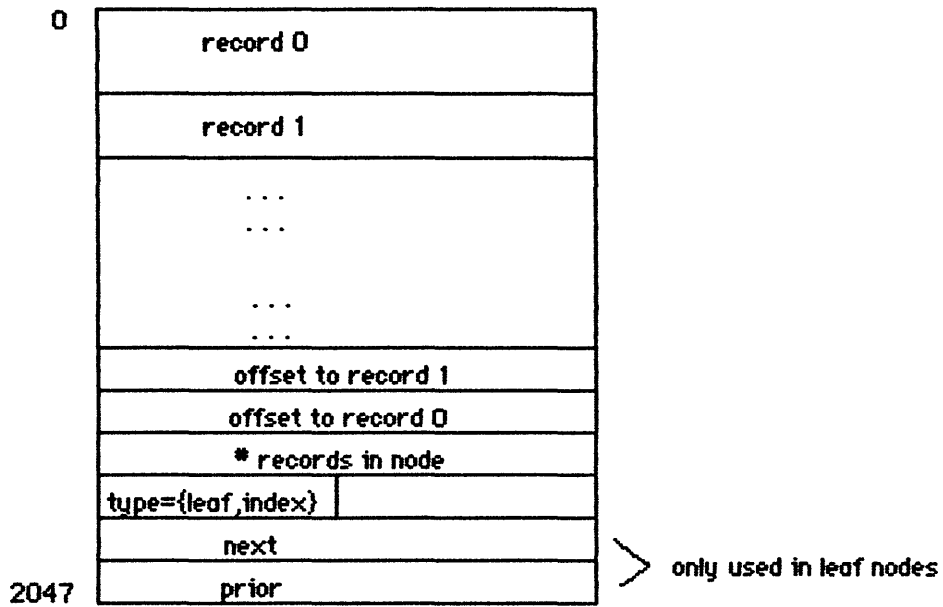 0
record 0
record 1
...
...
...
...
offset to record 1
offset to record 0
# records in node
type={leaf,index}
next
only used in leaf nodes
2047
prior